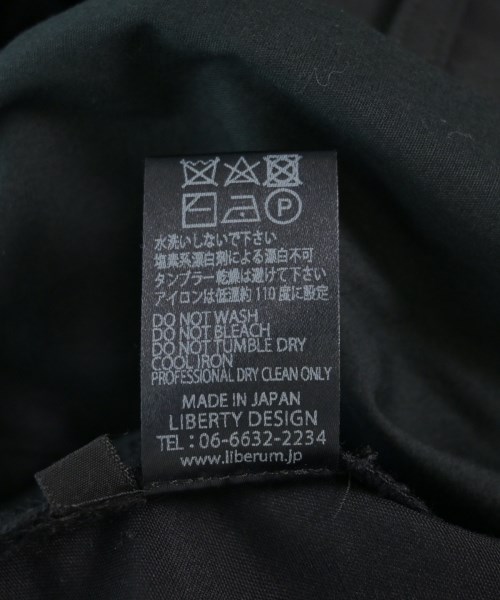 水洗いしないで下さい
塩素系漂白剤による漂白不可
タンブラー乾燥は避けて下さい
アイロンは低温約110度に設定
DO NOT WASH
DO NOT BLEACH
DO NOT TUMBLE DRY
COOL IRON
PROFESSIONAL DRY CLEAN ONLY
MADE IN JAPAN
LIBERTY DESIGN
TEL：06-6632-2234
www.liberum.jp